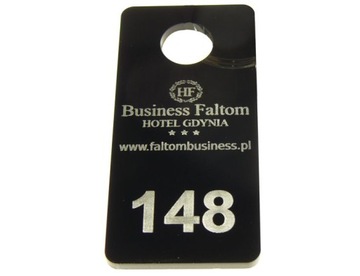 HF
Business Faltom
HOTEL GDYNIA
★★★
www.faltombusiness.pl
148